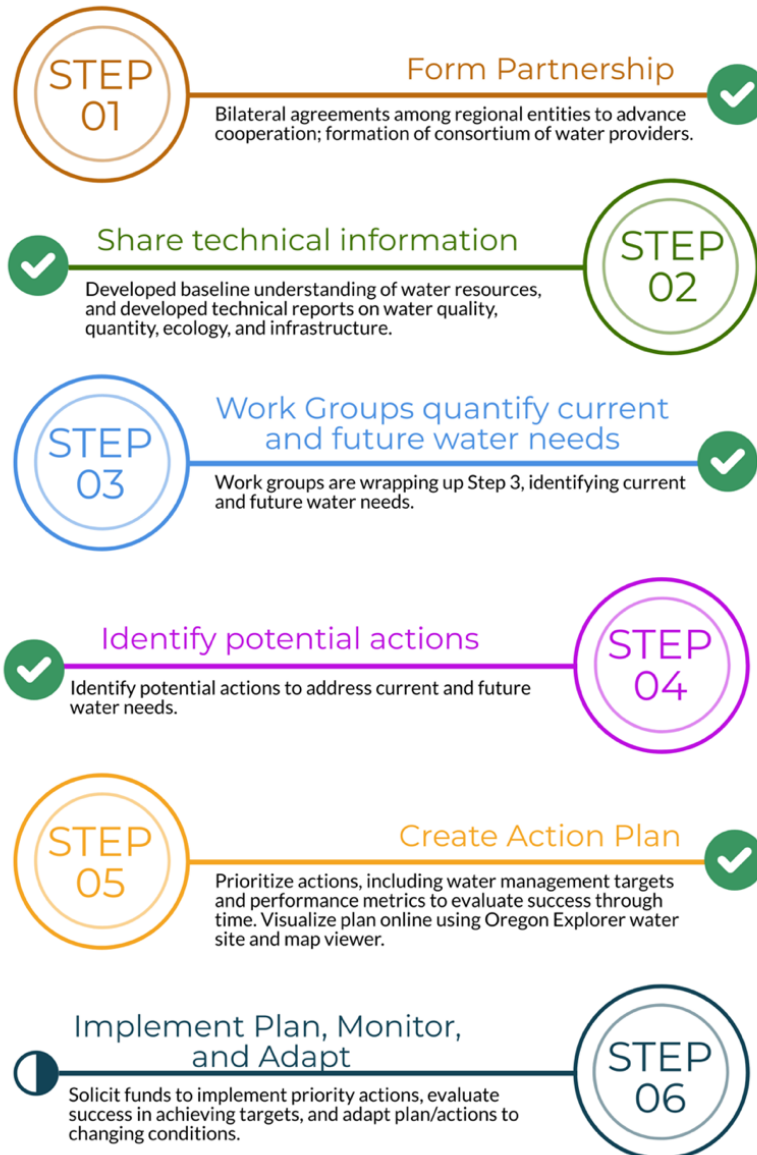 STEP
01
Form Partnership
Bilateral agreements among regional entities to advance
cooperation; formation of consortium of water providers.
Share technical information
STEP
02
Developed baseline understanding of water resources,
and developed technical reports on water quality,
quantity, ecology, and infrastructure.
STEP
03
Work Groups quantify current
and future water needs
Work groups are wrapping up Step 3, identifying current
and future water needs.
Identify potential actions
STEP
04
Identify potential actions to address current and future
water needs.
STEP
05
Create Action Plan
Prioritize actions, including water management targets
and performance metrics to evaluate success through
time. Visualize plan online using Oregon Explorer water
site and map viewer.
Implement Plan, Monitor,
and Adapt
STEP
06
Solicit funds to implement priority actions, evaluate
success in achieving targets, and adapt plan/actions to
changing conditions.